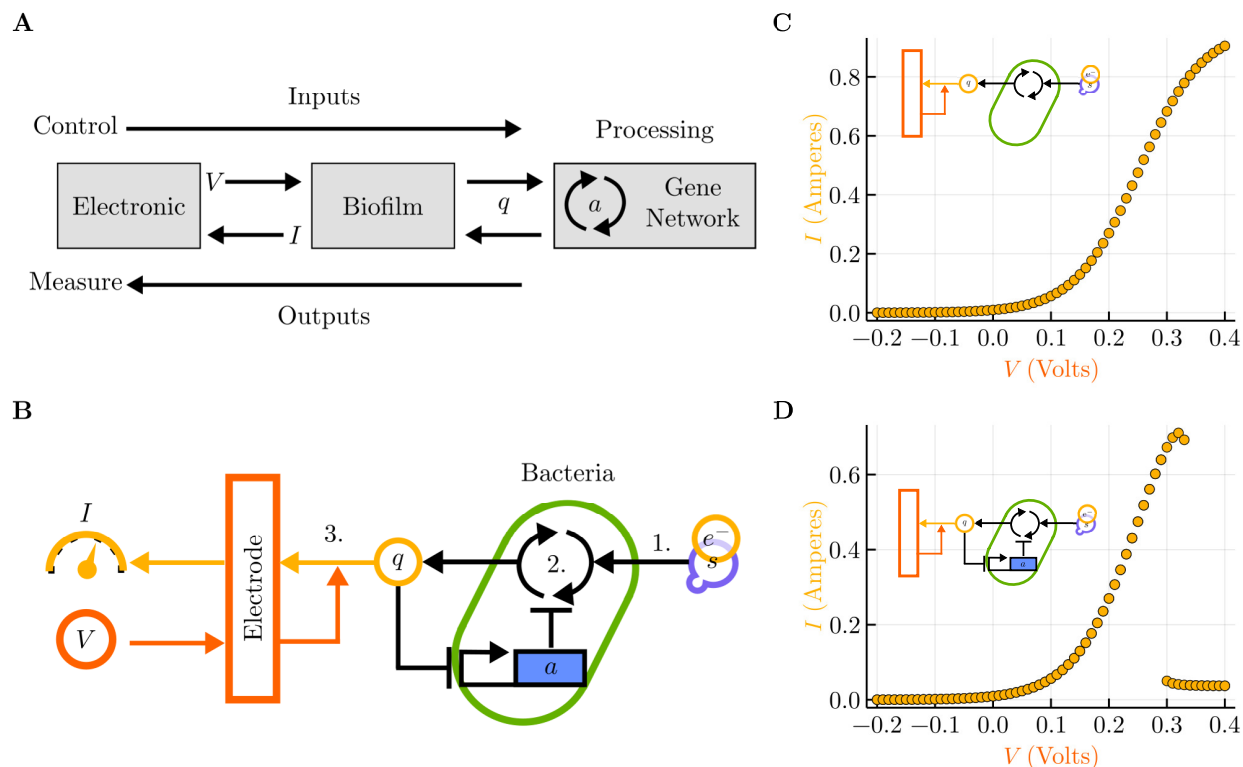 A
Inputs
Control
Processing
Electronic
V
I
Biofilm
q
a
Gene
Network
Measure
Outputs
B
Bacteria
I
V
Electrode
3.
q
2.
1.
e⁻
s
a
C
I (Amperes)
0.8
0.6
0.4
0.2
0.0
q
e⁻
s
−0.2 −0.1 0.0 0.1 0.2 0.3 0.4
V (Volts)
D
I (Amperes)
0.6
0.4
0.2
0.0
q
e⁻
s
a
−0.2 −0.1 0.0 0.1 0.2 0.3 0.4
V (Volts)